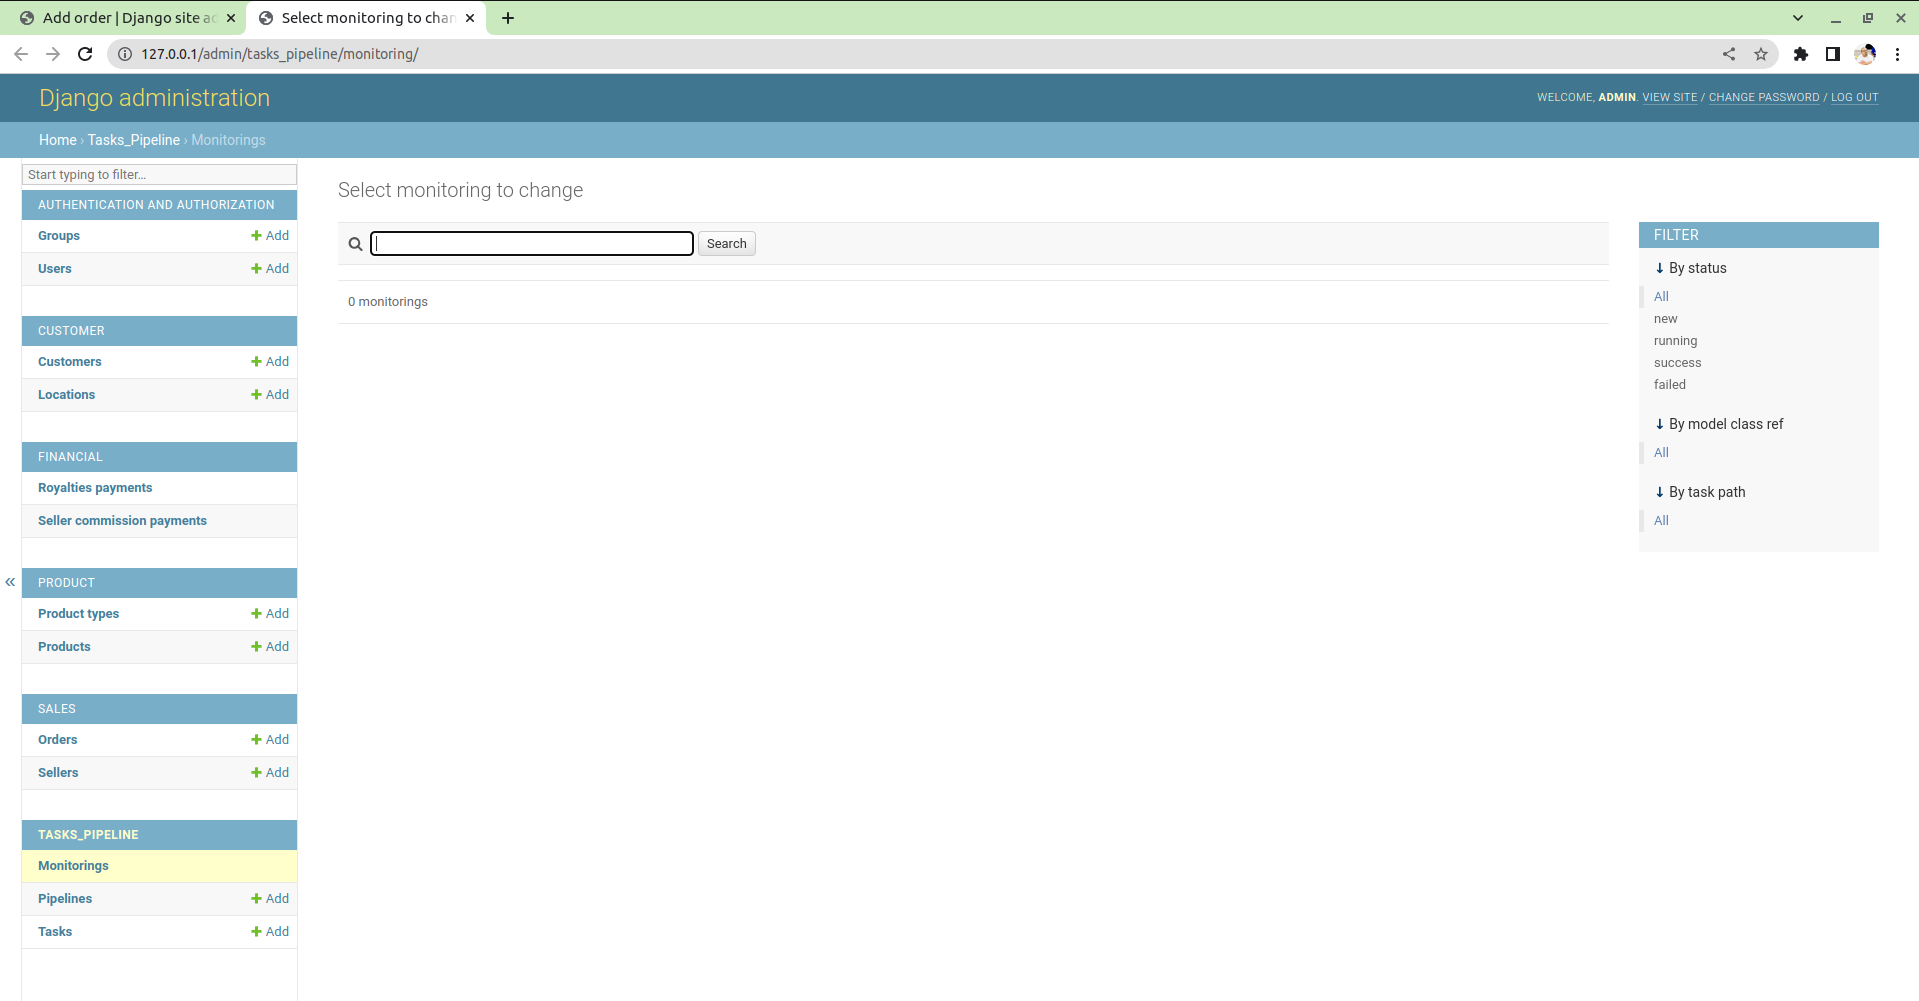 Add order | Django site a
Select monitoring to chan
127.0.0.1/admin/tasks_pipeline/monitoring/
Django administration
WELCOME, ADMIN. VIEW SITE / CHANGE PASSWORD / LOG OUT
Home › Tasks_Pipeline › Monitorings
Start typing to filter...
AUTHENTICATION AND AUTHORIZATION
Groups Add
Users Add
CUSTOMER
Customers Add
Locations Add
FINANCIAL
Royalties payments
Seller commission payments
«
PRODUCT
Product types Add
Products Add
SALES
Orders Add
Sellers Add
TASKS_PIPELINE
Monitorings
Pipelines Add
Tasks Add
Select monitoring to change
Search
0 monitorings
FILTER
↓ By status
All
new
running
success
failed
↓ By model class ref
All
↓ By task path
All